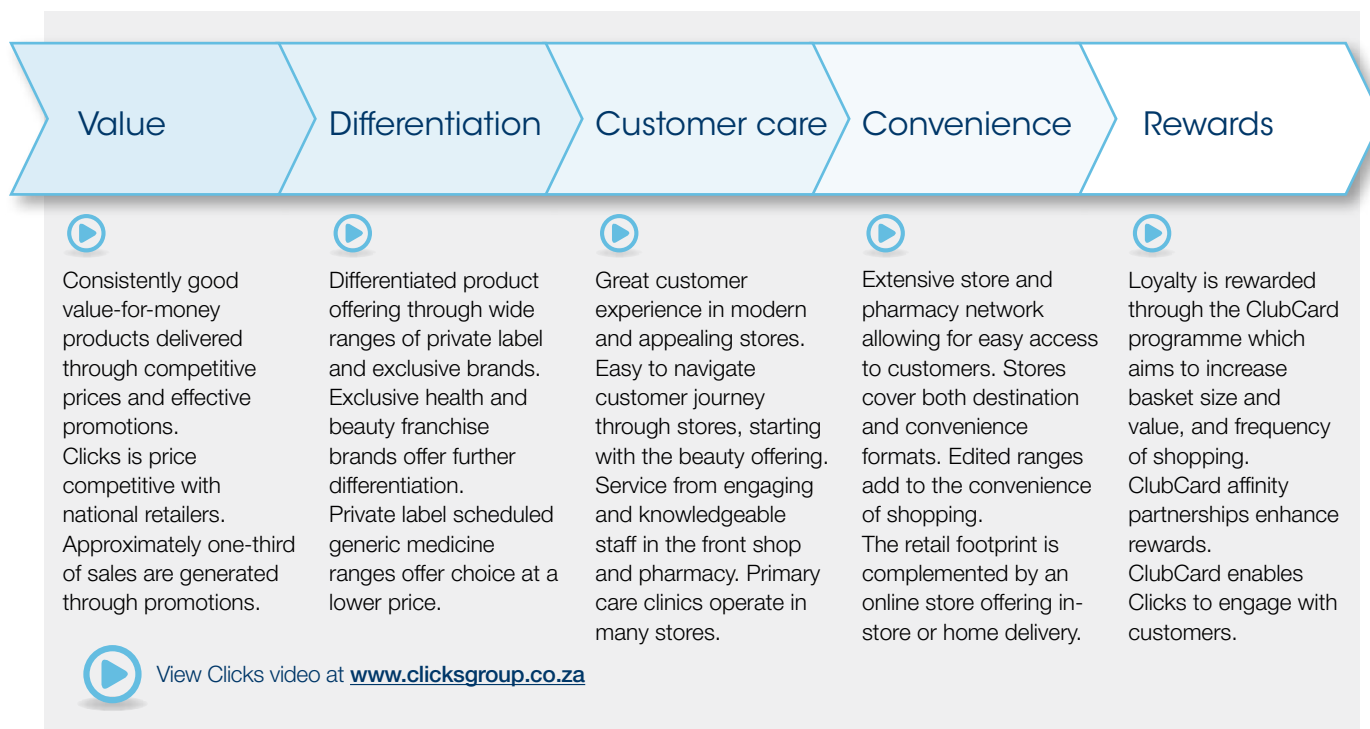 Value
Differentiation
Customer care
Convenience
Rewards
Consistently good
value-for-money
products delivered
through competitive
prices and effective
promotions.
Clicks is price
competitive with
national retailers.
Approximately one-third
of sales are generated
through promotions.
Differentiated product
offering through wide
ranges of private label
and exclusive brands.
Exclusive health and
beauty franchise
brands offer further
differentiation.
Private label scheduled
generic medicine
ranges offer choice at a
lower price.
Great customer
experience in modern
and appealing stores.
Easy to navigate
customer journey
through stores, starting
with the beauty offering.
Service from engaging
and knowledgeable
staff in the front shop
and pharmacy. Primary
care clinics operate in
many stores.
Extensive store and
pharmacy network
allowing for easy access
to customers. Stores
cover both destination
and convenience
formats. Edited ranges
add to the convenience
of shopping.
The retail footprint is
complemented by an
online store offering in-
store or home delivery.
Loyalty is rewarded
through the ClubCard
programme which
aims to increase
basket size and
value, and frequency
of shopping.
ClubCard affinity
partnerships enhance
rewards.
ClubCard enables
Clicks to engage with
customers.
View Clicks video at www.clicksgroup.co.za